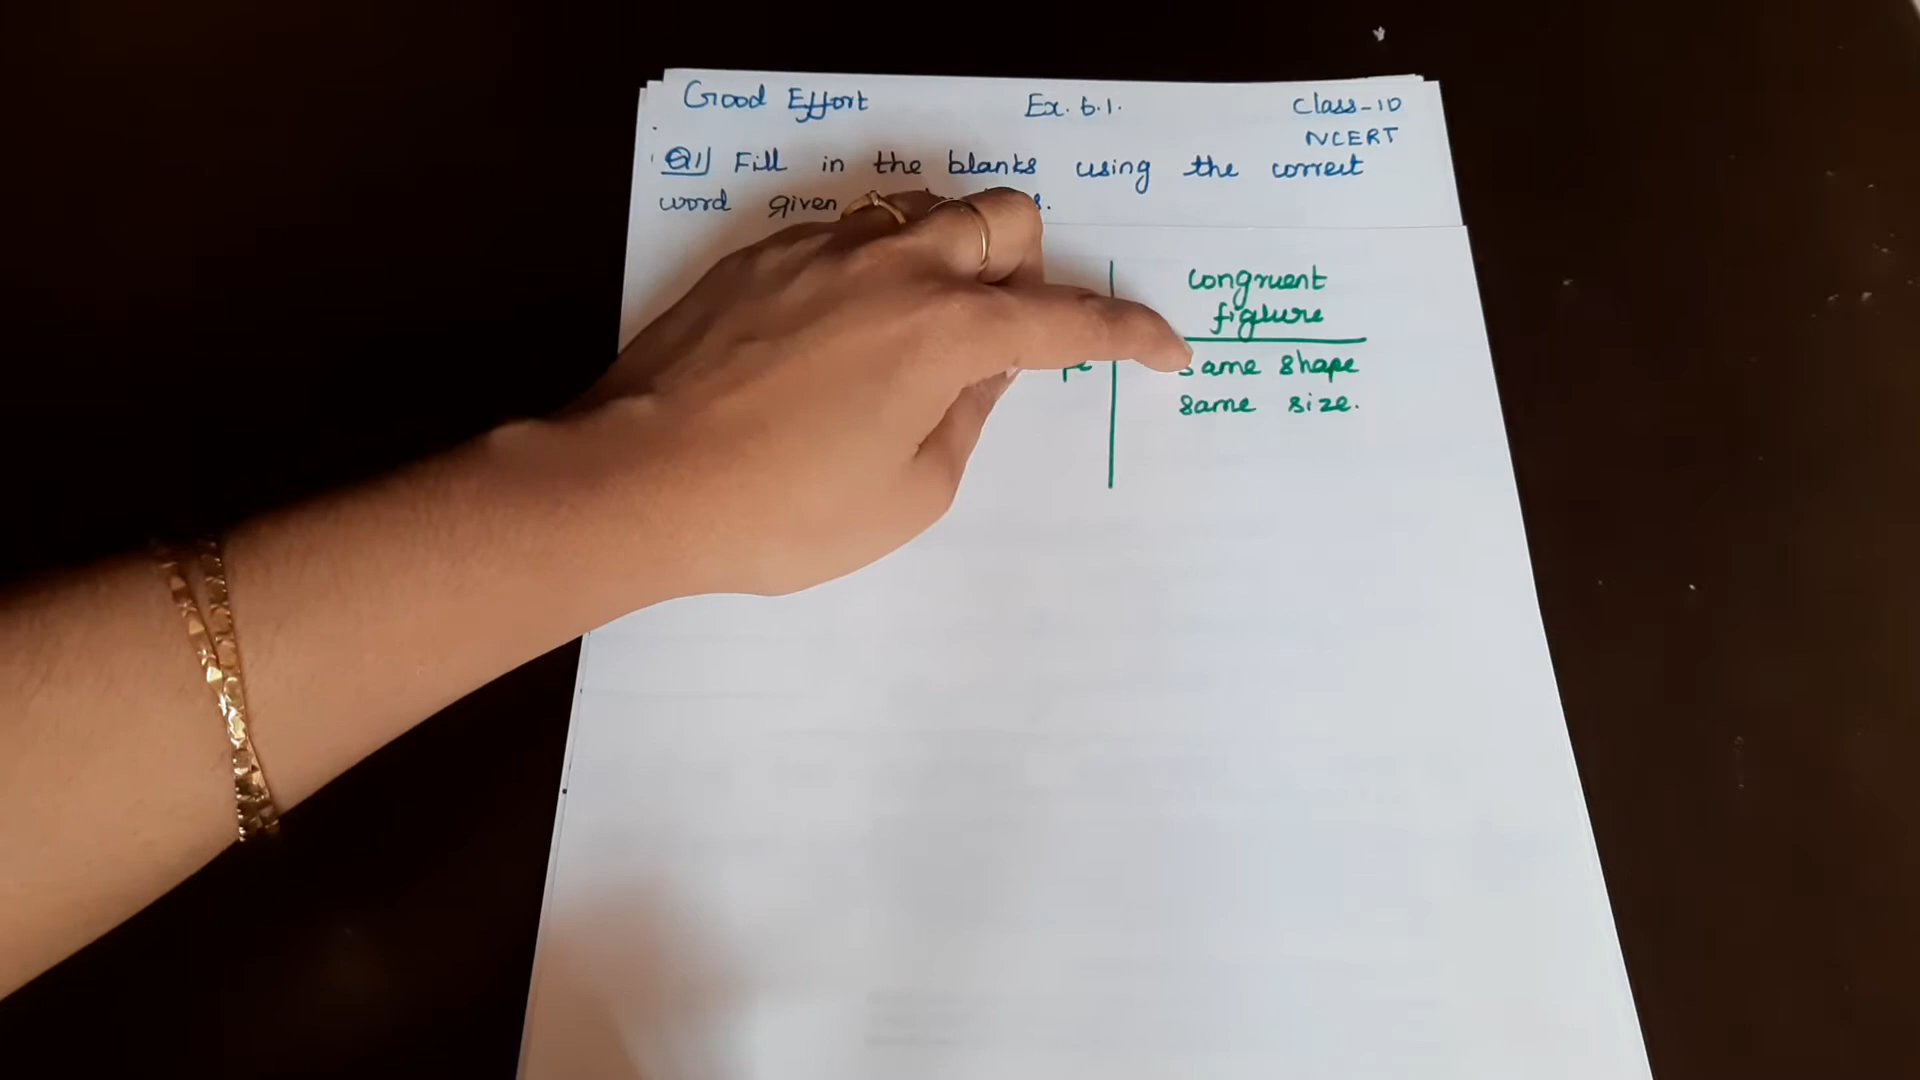 Good Effort Ex. 6.1. Class-10
NCERT
Q1) Fill in the blanks using the correct
word given
congruent
figure
same shape
same size.